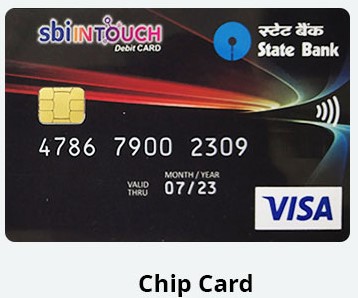 sbiINTOUCH
Debit CARD
स्टेट बैंक
State Bank
4786 7900 2309
MONTH / YEAR
VALID THRU 07/23
VISA
Chip Card